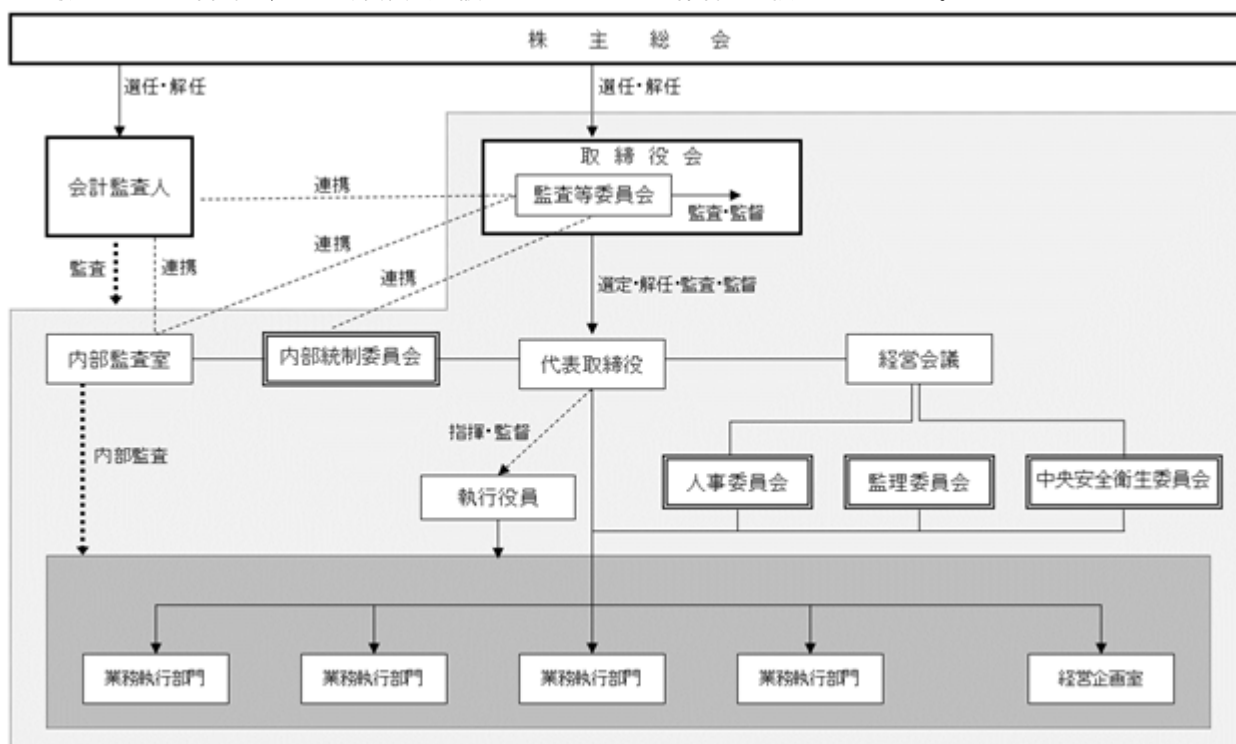 株主総会
選任・解任
選任・解任
取締役会
会計監査人
連携
監査等委員会
監査・監督
連携
監査
連携
連携
選定・解任・監査・監督
内部監査室
内部統制委員会
代表取締役
経営会議
指揮・監督
内部監査
執行役員
人事委員会
監理委員会
中央安全衛生委員会
業務執行部門
業務執行部門
業務執行部門
業務執行部門
経営企画室